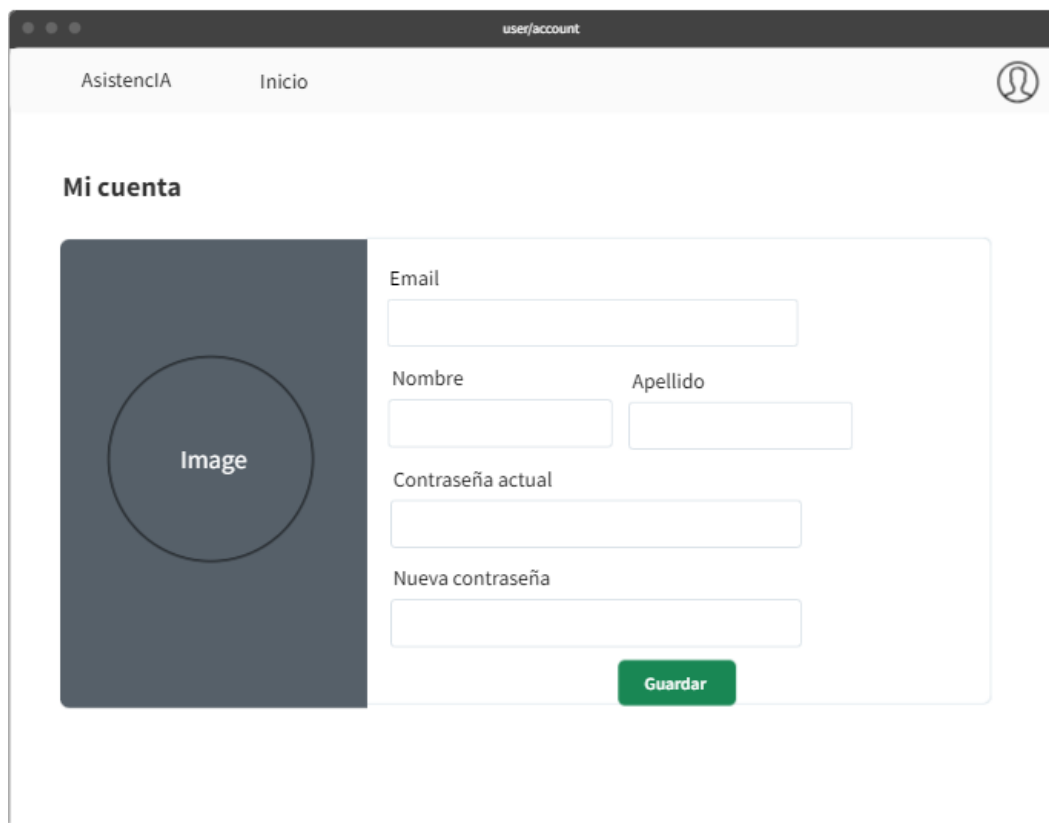 user/account
AsistencIA Inicio
Mi cuenta
Email
Nombre Apellido
Image
Contraseña actual
Nueva contraseña
Guardar